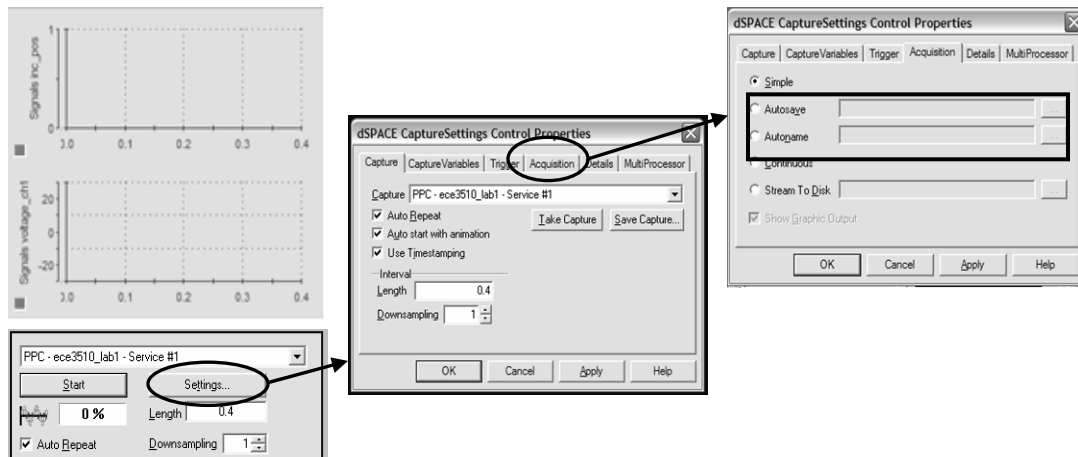 Signals inc_pos
1
0
0.0 0.1 0.2 0.3 0.4
Signals voltage_ch1
20
0
-20
0.0 0.1 0.2 0.3 0.4
PPC - ece3510_lab1 - Service #1
Start Settings...
0 % Length 0.4
Auto Repeat Downsampling 1
dSPACE CaptureSettings Control Properties
Capture CaptureVariables Trigger Acquisition Details MultiProcessor
Capture PPC - ece3510_lab1 - Service #1
Auto Repeat Take Capture Save Capture...
Auto start with animation
Use Timestamping
Interval
Length 0.4
Downsampling 1
OK Cancel Apply Help
dSPACE CaptureSettings Control Properties
Capture CaptureVariables Trigger Acquisition Details MultiProcessor
Simple
Autosave ...
Autoname ...
Continuous
Stream To Disk ...
Show Graphic Output
OK Cancel Apply Help